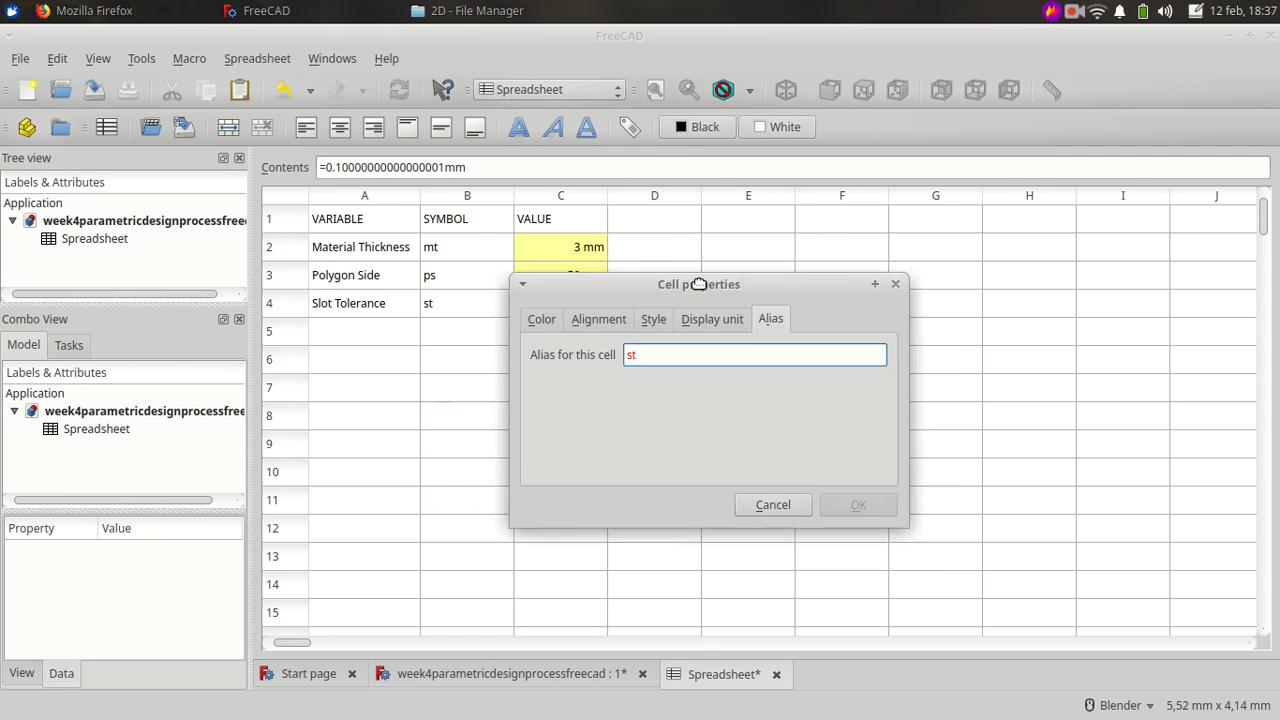 Mozilla Firefox FreeCAD 2D - File Manager 12 feb, 18:37
FreeCAD
File Edit View Tools Macro Spreadsheet Windows Help
Spreadsheet
Black White
Tree view
Contents =0.10000000000000001mm
Labels & Attributes
A B C D E F G H I J
Application
1 VARIABLE SYMBOL VALUE
week4parametricdesignprocessfree
Spreadsheet
2 Material Thickness mt 3 mm
3 Polygon Side ps
Cell properties
4 Slot Tolerance st
Combo View
Color Alignment Style Display unit Alias
5
Model Tasks
Alias for this cell st
6
Labels & Attributes
7
Application
week4parametricdesignprocessfree
8
Spreadsheet
9
10
11
Cancel OK
Property Value
12
13
14
15
View Data
Start page week4parametricdesignprocessfreecad : 1* Spreadsheet*
Blender 5,52 mm x 4,14 mm